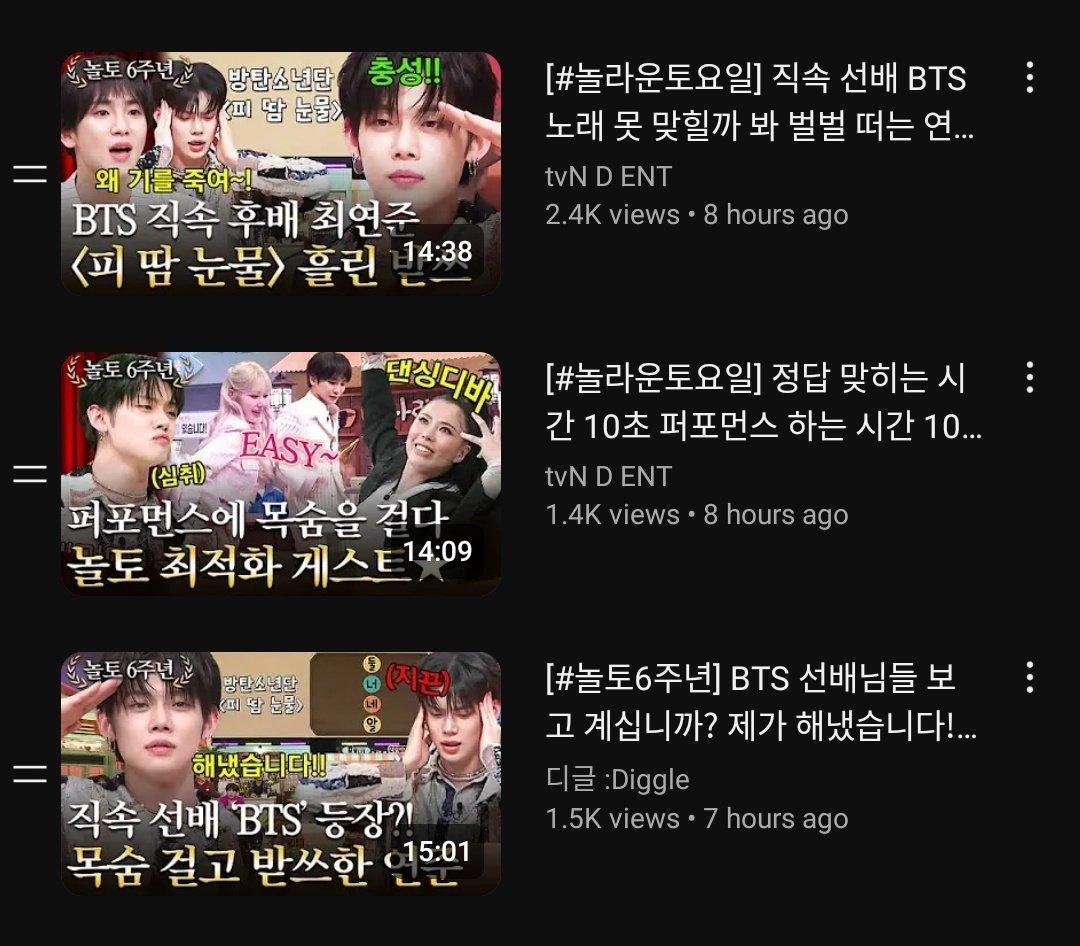 놀토 6주년
방탄소년단
<피 땀 눈물>
충성!!
왜 기를 죽여~!
BTS 직속 후배 최연준
<피 땀 눈물> 흘린 받쓰
14:38
[#놀라운토요일] 직속 선배 BTS
노래 못 맞힐까 봐 벌벌 떠는 연...
tvN D ENT
2.4K views • 8 hours ago
놀토 6주년
댄싱디바
EASY~
(심취)
퍼포먼스에 목숨을 걸다
놀토 최적화 게스트★
14:09
[#놀라운토요일] 정답 맞히는 시
간 10초 퍼포먼스 하는 시간 10...
tvN D ENT
1.4K views • 8 hours ago
놀토 6주년
방탄소년단
<피 땀 눈물>
둘
너
네
알
(지끈)
해냈습니다!!
직속 선배 'BTS' 등장?!
목숨 걸고 받쓰한 연준
15:01
[#놀토6주년] BTS 선배님들 보
고 계십니까? 제가 해냈습니다!...
디글 :Diggle
1.5K views • 7 hours ago